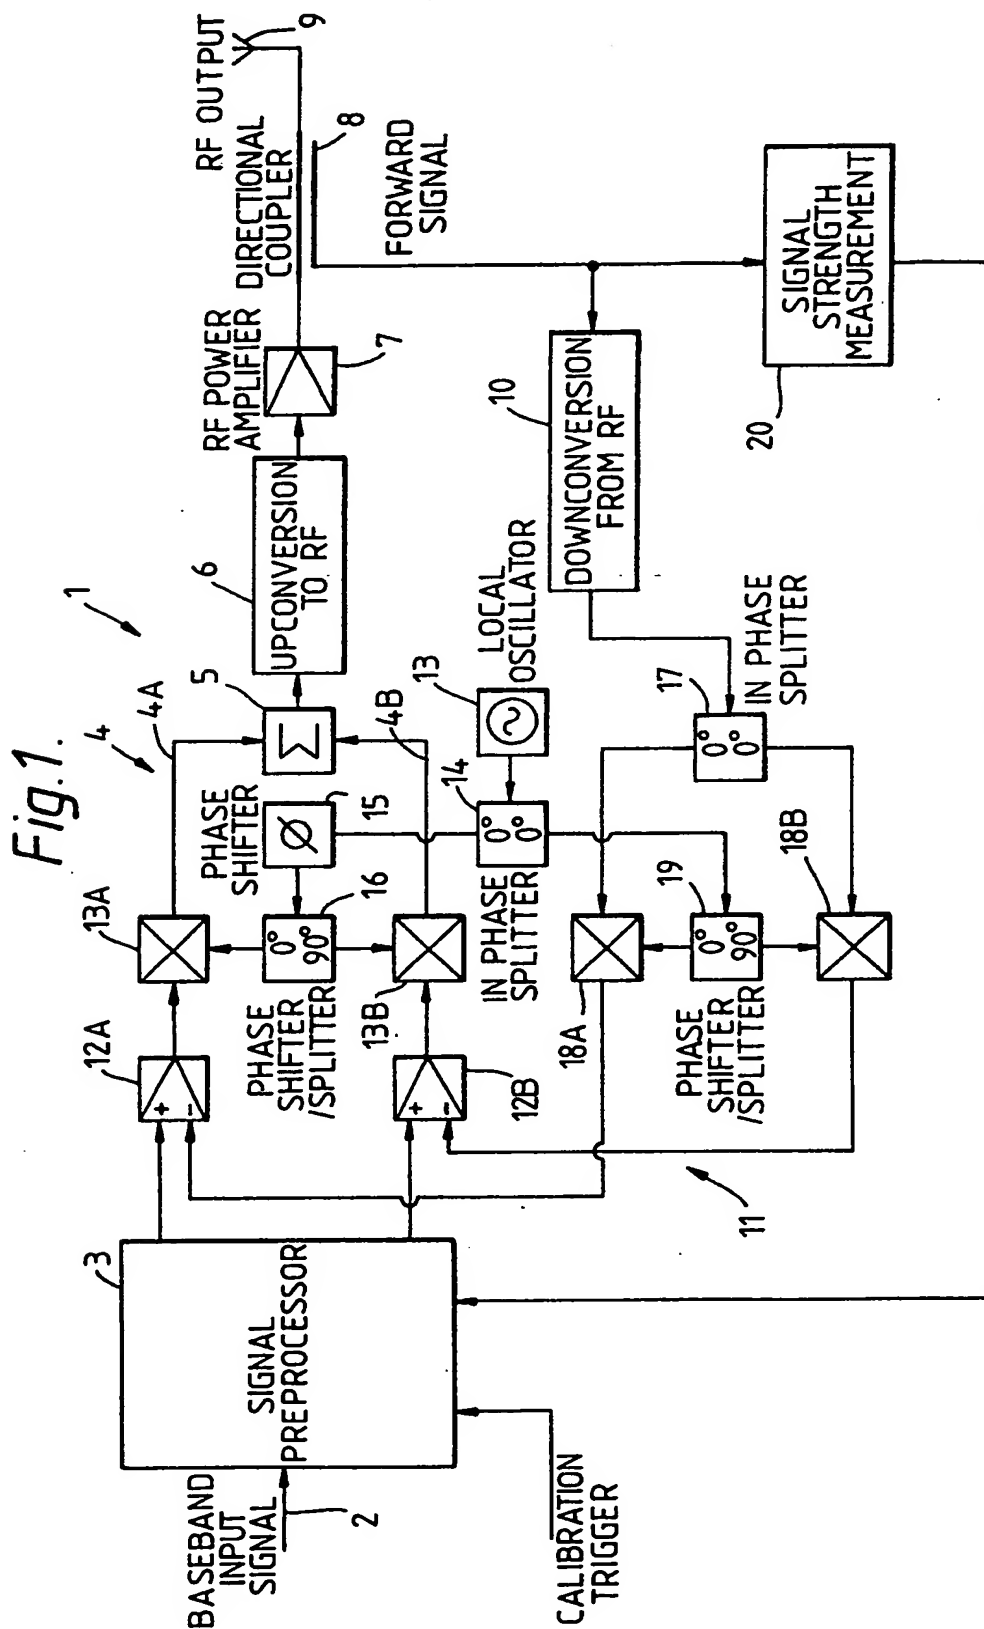 Fig.1.
1
BASEBAND
INPUT
SIGNAL
2
CALIBRATION
TRIGGER
3
SIGNAL
PREPROCESSOR
12A
+
−
12B
+
−
13A
13B
PHASE
SHIFTER
/SPLITTER
0°
90°
16
PHASE
SHIFTER
Ø
15
4
4A
4B
5
Σ
6
UPCONVERSION
TO RF
RF POWER
AMPLIFIER
7
DIRECTIONAL
COUPLER
8
RF OUTPUT
9
FORWARD
SIGNAL
LOCAL
OSCILLATOR
13
~
14
0°
0°
IN PHASE
SPLITTER
10
DOWNCONVERSION
FROM RF
IN PHASE
SPLITTER
17
0°
0°
18A
18B
19
0°
90°
PHASE
SHIFTER
/SPLITTER
11
SIGNAL
STRENGTH
MEASUREMENT
20